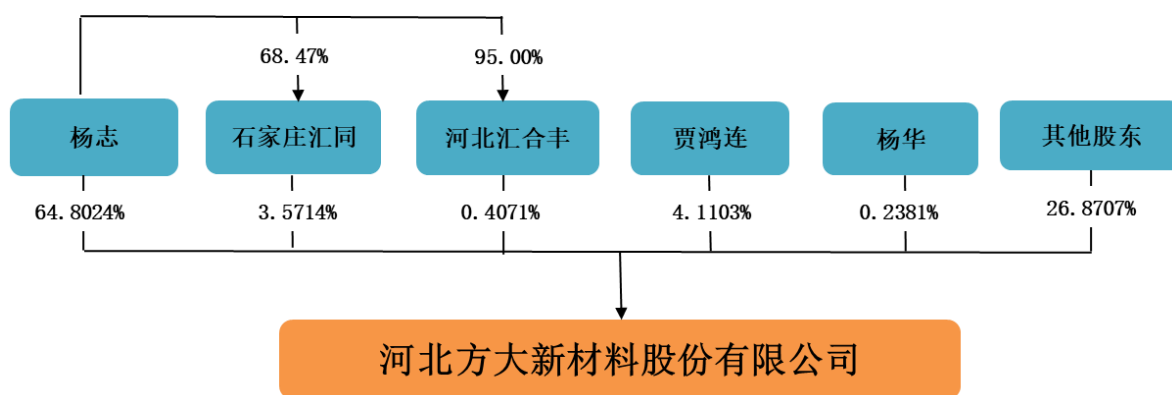 68.47%
95.00%
杨志
石家庄汇同
河北汇合丰
贾鸿连
杨华
其他股东
64.8024%
3.5714%
0.4071%
4.1103%
0.2381%
26.8707%
河北方大新材料股份有限公司